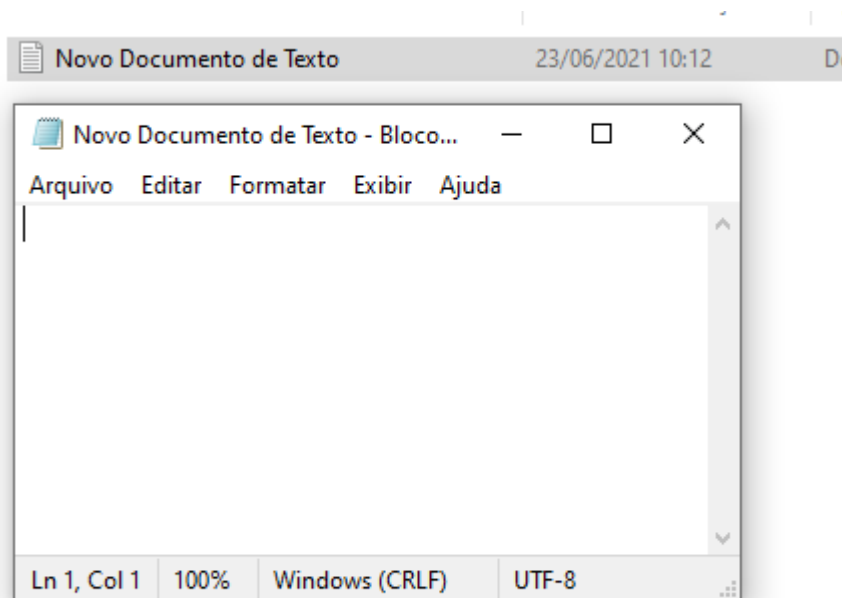 Novo Documento de Texto 23/06/2021 10:12
Novo Documento de Texto - Bloco...
Arquivo Editar Formatar Exibir Ajuda
Ln 1, Col 1 100% Windows (CRLF) UTF-8